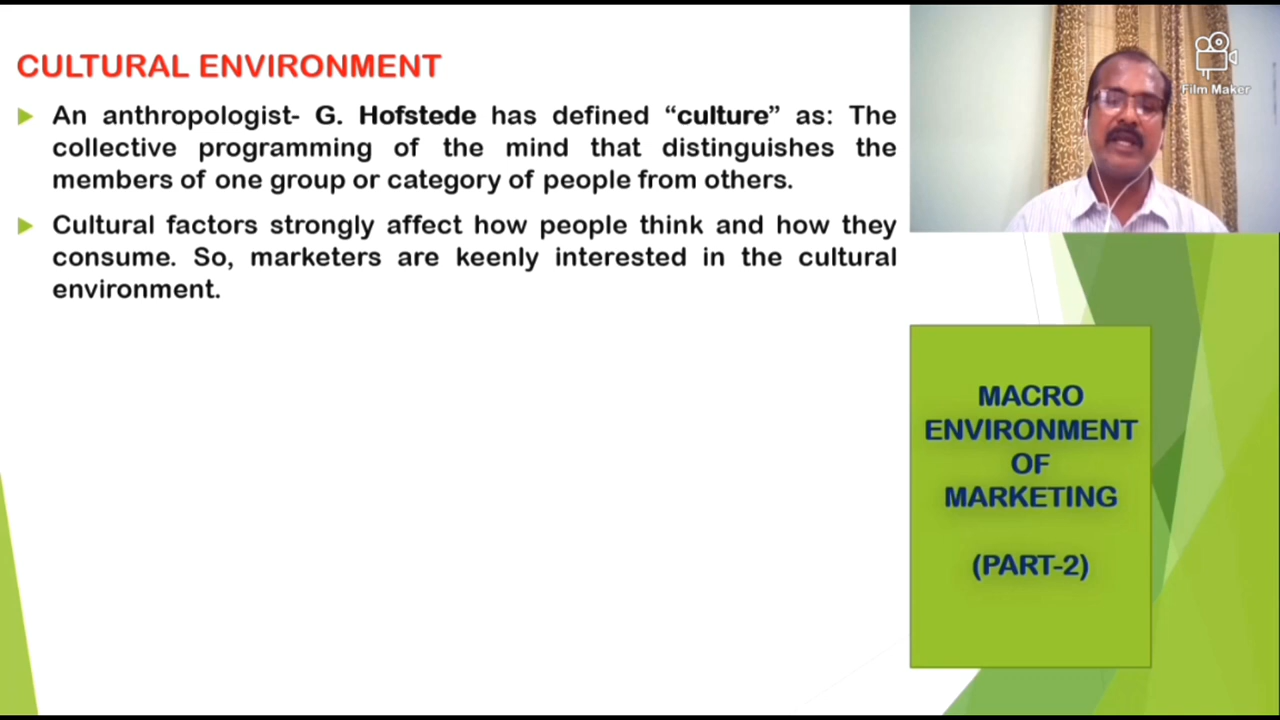 CULTURAL ENVIRONMENT
An anthropologist- G. Hofstede has defined “culture” as: The
collective programming of the mind that distinguishes the
members of one group or category of people from others.
Cultural factors strongly affect how people think and how they
consume. So, marketers are keenly interested in the cultural
environment.
Film Maker
MACRO
ENVIRONMENT
OF
MARKETING
(PART-2)